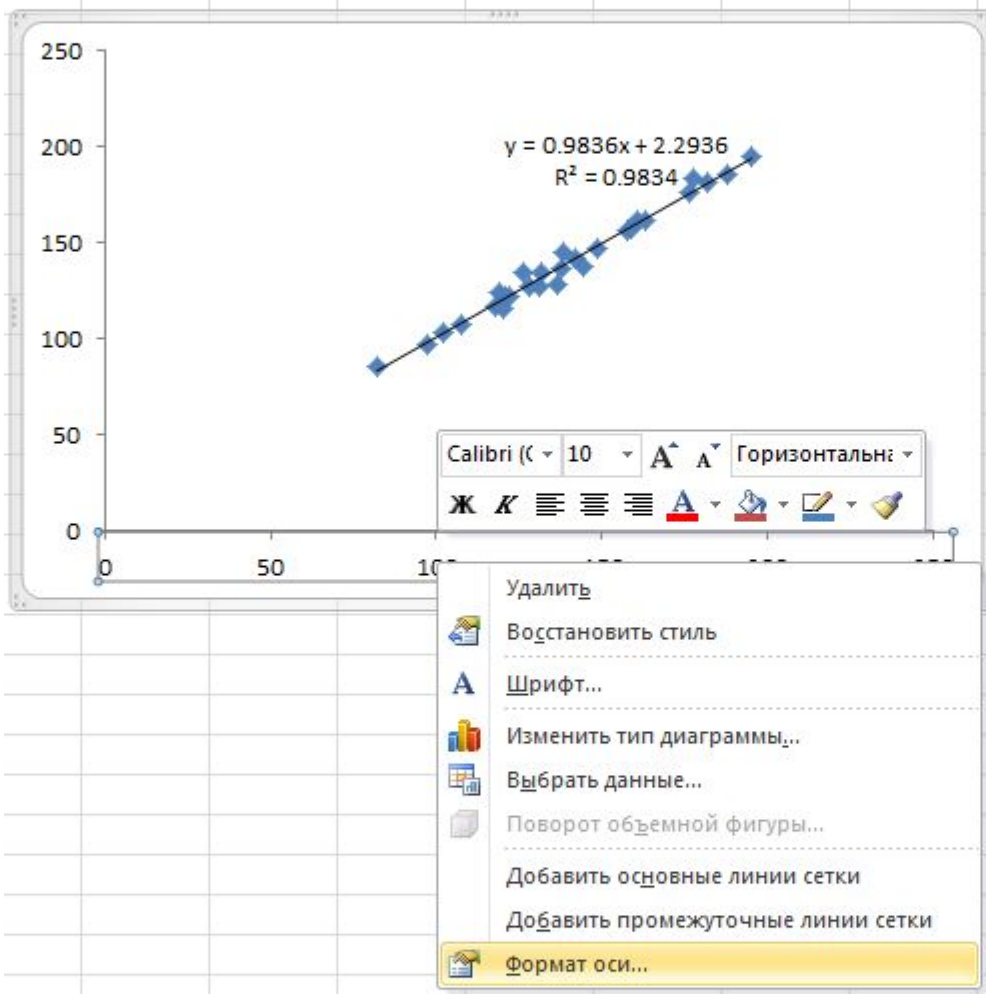 250
200
y = 0.9836x + 2.2936
R² = 0.9834
150
100
50
Calibri (С 10 А А Горизонтальна
Ж К А
0
0 50
Удалить
Восстановить стиль
А Шрифт...
Изменить тип диаграммы...
Выбрать данные...
Поворот объемной фигуры...
Добавить основные линии сетки
Добавить промежуточные линии сетки
Формат оси...